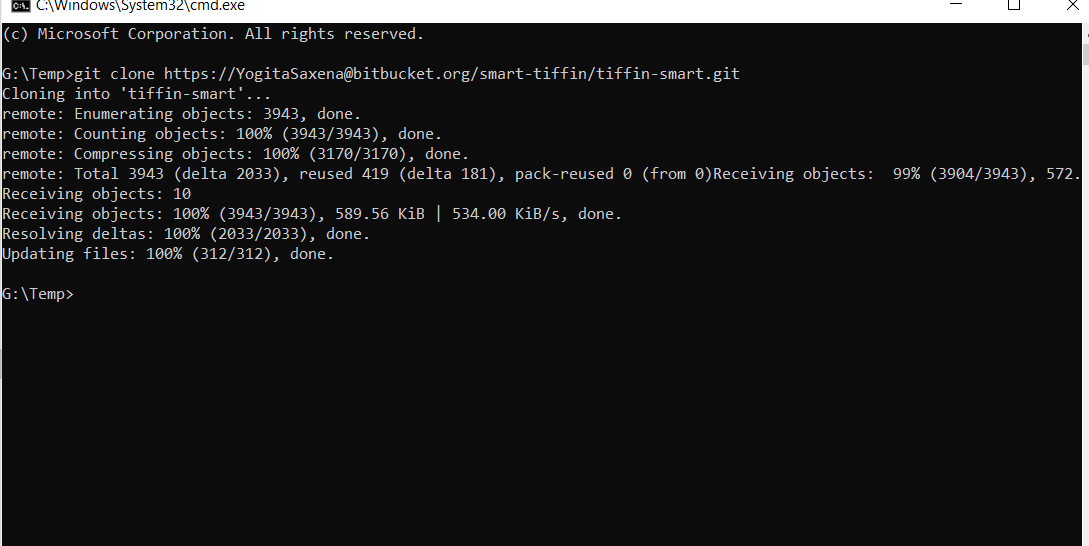 C:\Windows\System32\cmd.exe
(c) Microsoft Corporation. All rights reserved.
G:\Temp>git clone https://YogitaSaxena@bitbucket.org/smart-tiffin/tiffin-smart.git
Cloning into 'tiffin-smart'...
remote: Enumerating objects: 3943, done.
remote: Counting objects: 100% (3943/3943), done.
remote: Compressing objects: 100% (3170/3170), done.
remote: Total 3943 (delta 2033), reused 419 (delta 181), pack-reused 0 (from 0)Receiving objects:  99% (3904/3943), 572.
Receiving objects: 10
Receiving objects: 100% (3943/3943), 589.56 KiB | 534.00 KiB/s, done.
Resolving deltas: 100% (2033/2033), done.
Updating files: 100% (312/312), done.
G:\Temp>